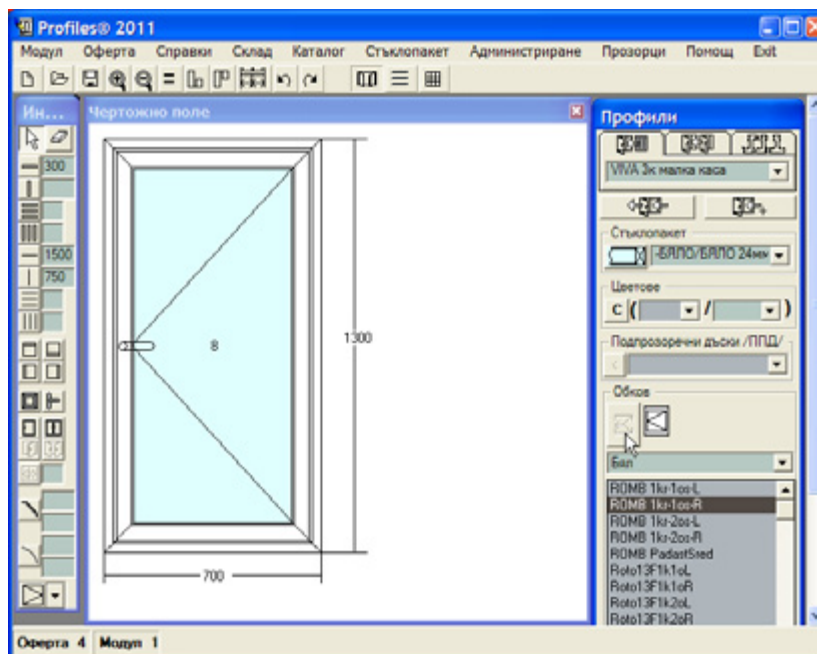 Profiles® 2011
Модул Оферта Справки Склад Каталог Стъклопакет Администриране Прозорци Помощ Exit
Ин...
Чертожно поле
Профили
300
VIVA 3к малка каса
Стъклопакет
1500
-БЯЛО/БЯЛО 24мм
750
Цветове
C ( / )
1300
Подпрозоречни дъски /ППД/
8
Обков
Бял
ROMB 1kr-1os-L
ROMB 1kr-1os-R
ROMB 1kr-2os-L
ROMB 1kr-2os-R
ROMB PadastSred
Roto13F1k1oL
Roto13F1k1oR
Roto13F1k2oL
Roto13F1k2oR
700
Оферта 4 Модул 1